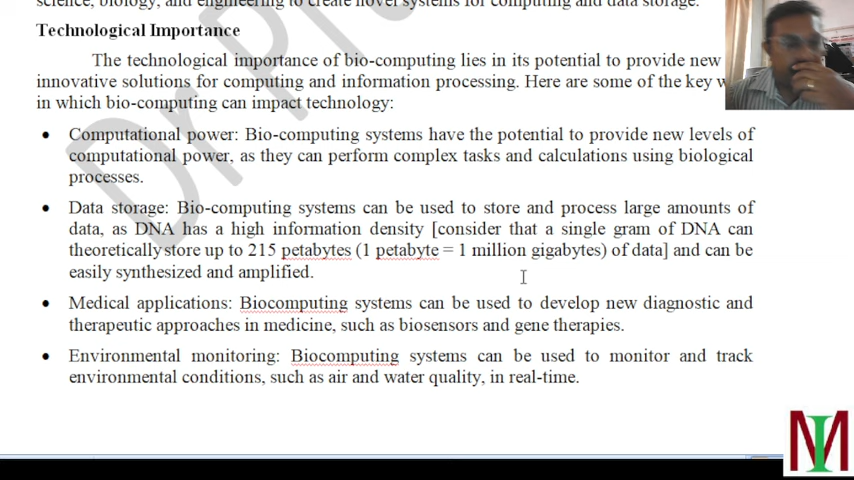 science, biology, and engineering to create novel systems for computing and data storage.
Technological Importance
The technological importance of bio-computing lies in its potential to provide new
innovative solutions for computing and information processing. Here are some of the key
in which bio-computing can impact technology:
• Computational power: Bio-computing systems have the potential to provide new levels of
computational power, as they can perform complex tasks and calculations using biological
processes.
• Data storage: Bio-computing systems can be used to store and process large amounts of
data, as DNA has a high information density [consider that a single gram of DNA can
theoretically store up to 215 petabytes (1 petabyte = 1 million gigabytes) of data] and can be
easily synthesized and amplified.
• Medical applications: Biocomputing systems can be used to develop new diagnostic and
therapeutic approaches in medicine, such as biosensors and gene therapies.
• Environmental monitoring: Biocomputing systems can be used to monitor and track
environmental conditions, such as air and water quality, in real-time.